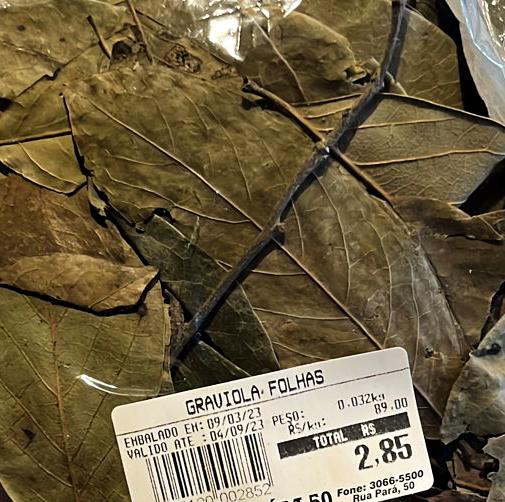 GRAVIOLA FOLHAS
EMBALADO EM: 09/03/23
VALIDO ATE : 04/09/23
PESO: 0.032kg
R$/kg: 89.00
TOTAL R$
2,85
002852
Fone: 3066-5500
Rua Pará, 50